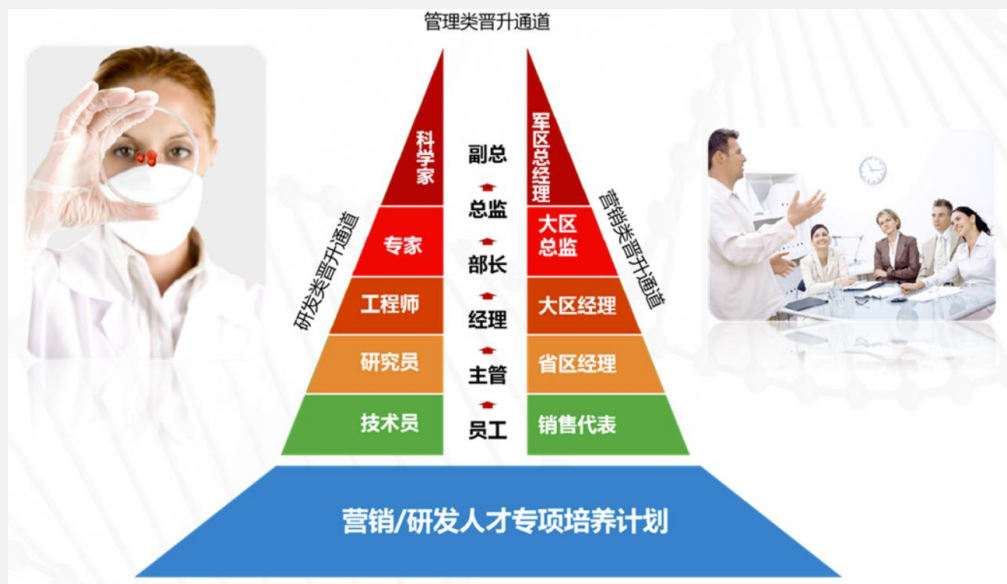 管理类晋升通道
研发类晋升通道
科学家
专家
工程师
研究员
技术员
副总
总监
部长
经理
主管
员工
军区总经理
大区
总监
大区经理
省区经理
销售代表
营销类晋升通道
营销/研发人才专项培养计划